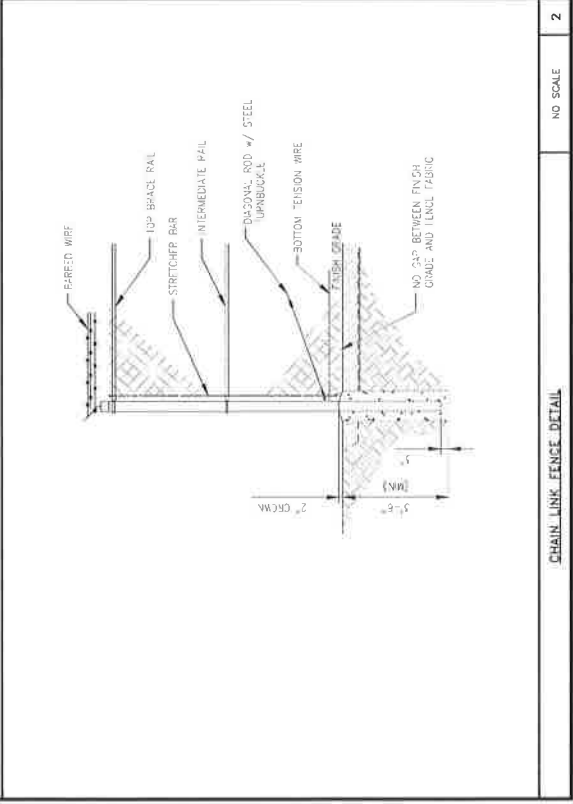 BARBED WIRE
TOP BRACE RAIL
STRETCHER BAR
INTERMEDIATE RAIL
DIAGONAL ROD w/ STEEL
TURNBUCKLE
BOTTOM TENSION WIRE
FINISH GRADE
NO GAP BETWEEN FINISH
GRADE AND FENCE FABRIC
2" CROWN
3'-6"
(MIN)
3"
CHAIN LINK FENCE DETAIL
NO SCALE
2